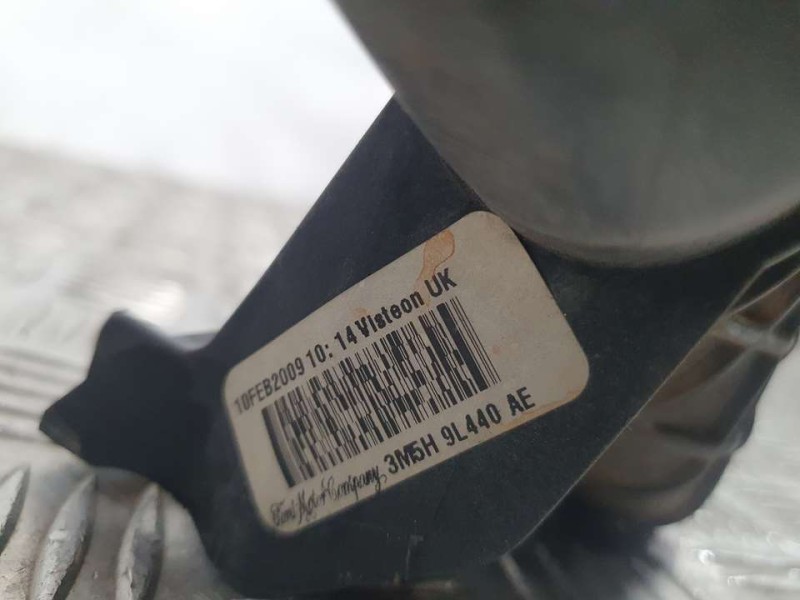 10FEB2009 10:14 Visteon UK
Ford Motor Company 3M5H 9L440 AE